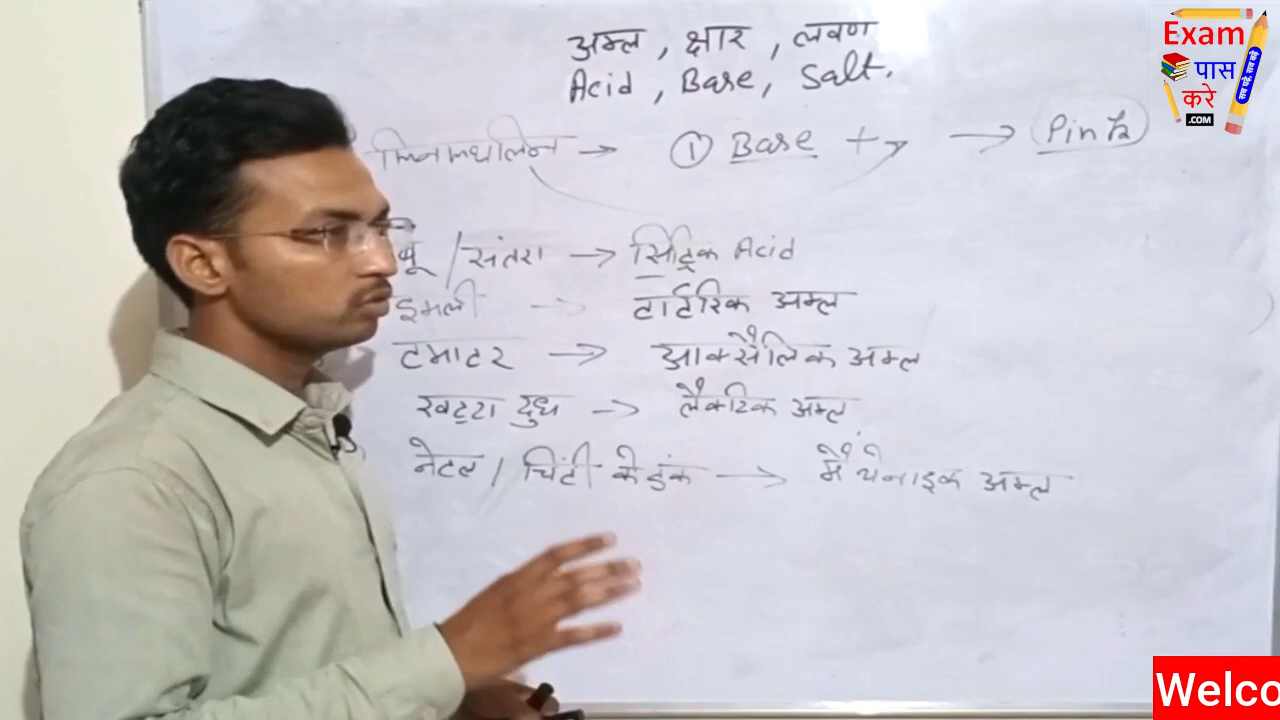 अम्ल, क्षार, लवण
Acid, Base, Salt.
फिनाल्थलिन → ① Base + → Pink
बू / संतरा → सिट्रिक Acid
इमली → टार्टरिक अम्ल
टमाटर → आक्सैलिक अम्ल
खट्टा दुध → लैक्टिक अम्ल
नेटल / चिंटी के डंक → मैथेनाइक अम्ल
Exam
पास
करे
.COM
Welco